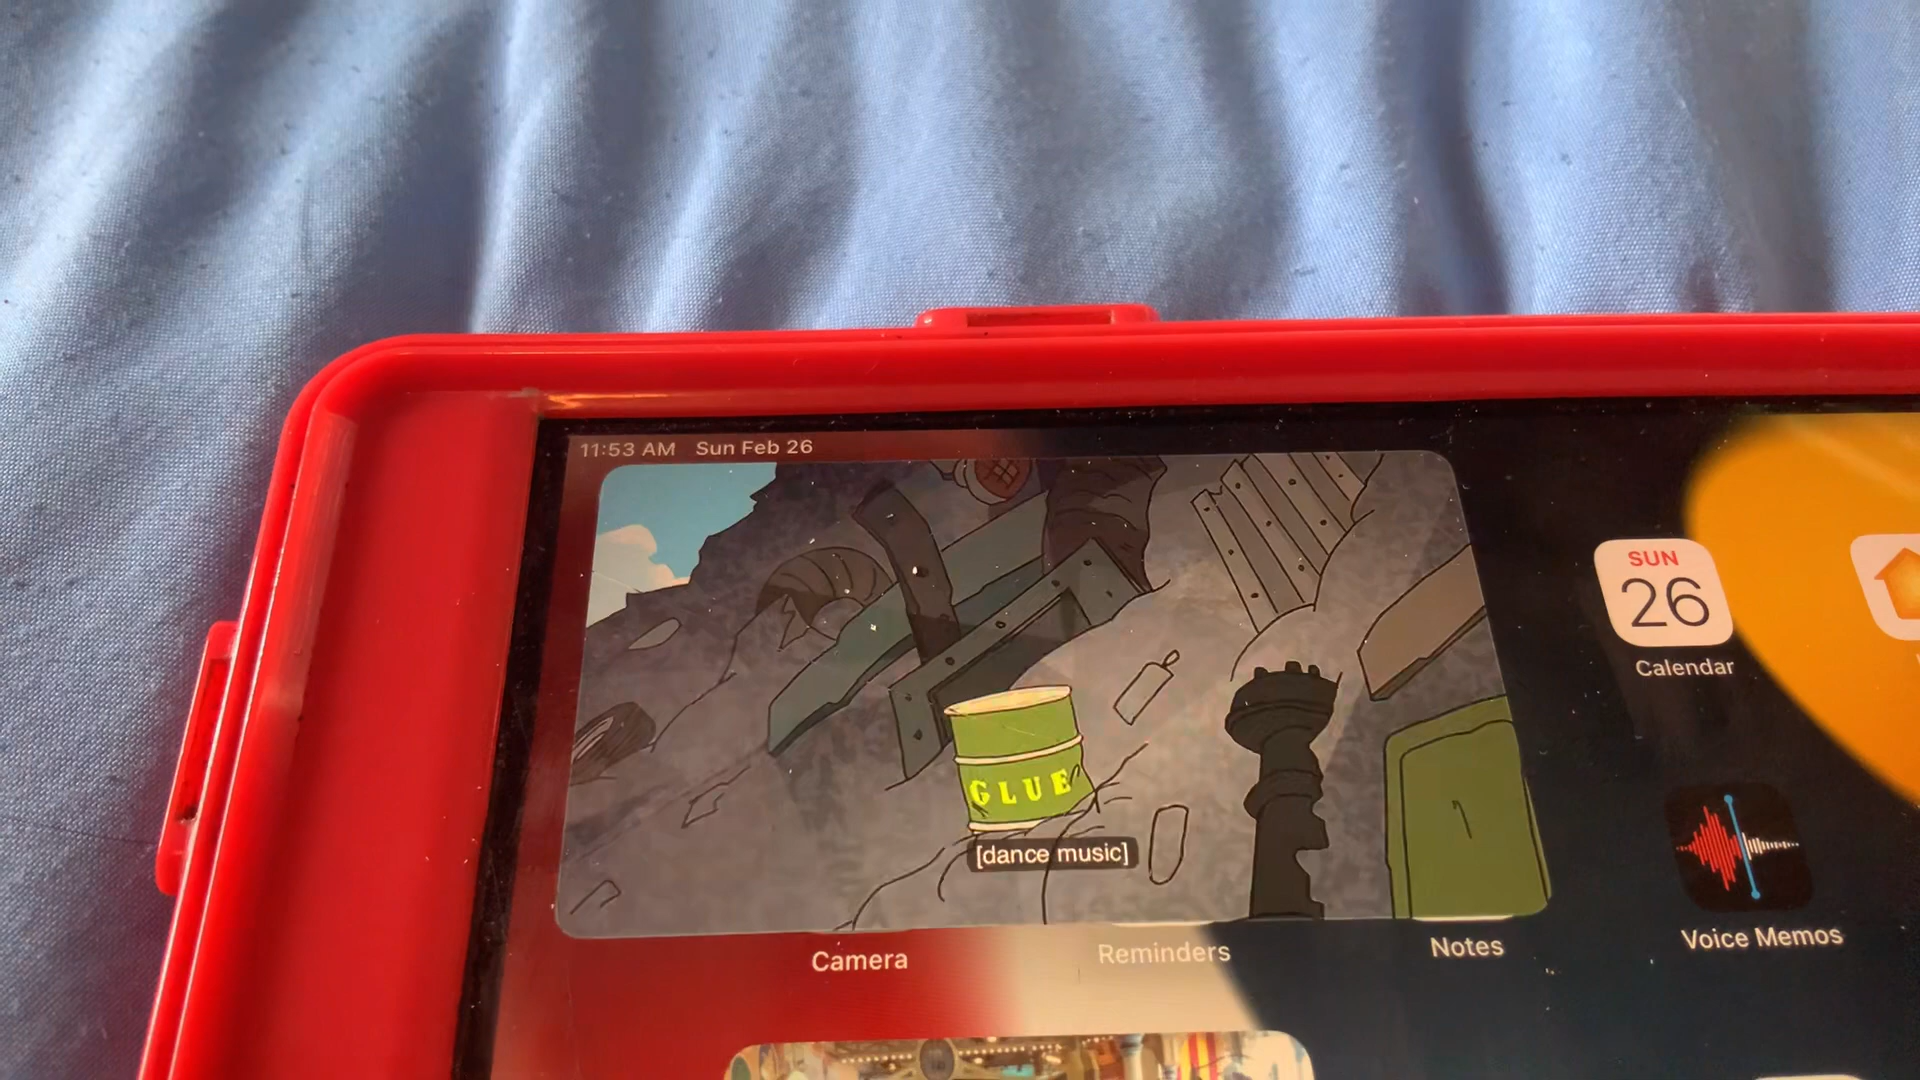 11:53 AM Sun Feb 26
SUN
26
Calendar
GLUE
[dance music]
Camera
Reminders
Notes
Voice Memos